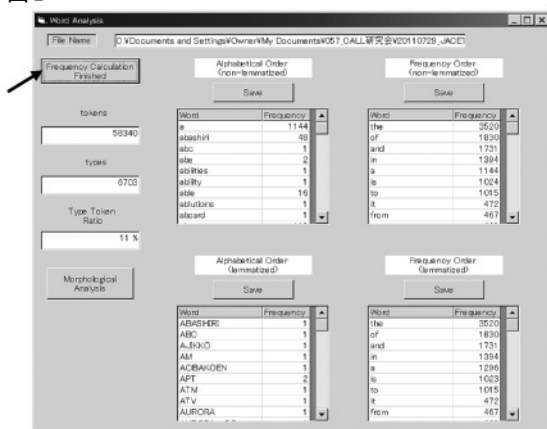 Word Analysis
File Name D:¥Documents and Settings¥Owner¥My Documents¥057_CALL研究会¥20110729_JACET
Frequency Calculation
Finished
tokens
58340
types
6703
Type Token
Ratio
11 %
Morphological
Analysis
Alphabetical Order
(non-lemmatized)
Save
Word Frequency
a 1144
abashiri 48
abc 1
abe 2
abilities 1
ability 1
able 16
ablutions 1
aboard 1
Frequency Order
(non-lemmatized)
Save
Word Frequency
the 3520
of 1830
and 1731
in 1394
a 1144
is 1024
to 1015
it 472
from 467
Alphabetical Order
(lemmatized)
Save
Word Frequency
ABASHIRI 1
ABC 1
AJIKKO 1
AM 1
AOBAKOEN 1
APT 2
ATM 1
ATV 1
AURORA 1
Frequency Order
(lemmatized)
Save
Word Frequency
the 3520
of 1830
and 1731
in 1394
a 1296
is 1023
to 1015
it 472
from 467